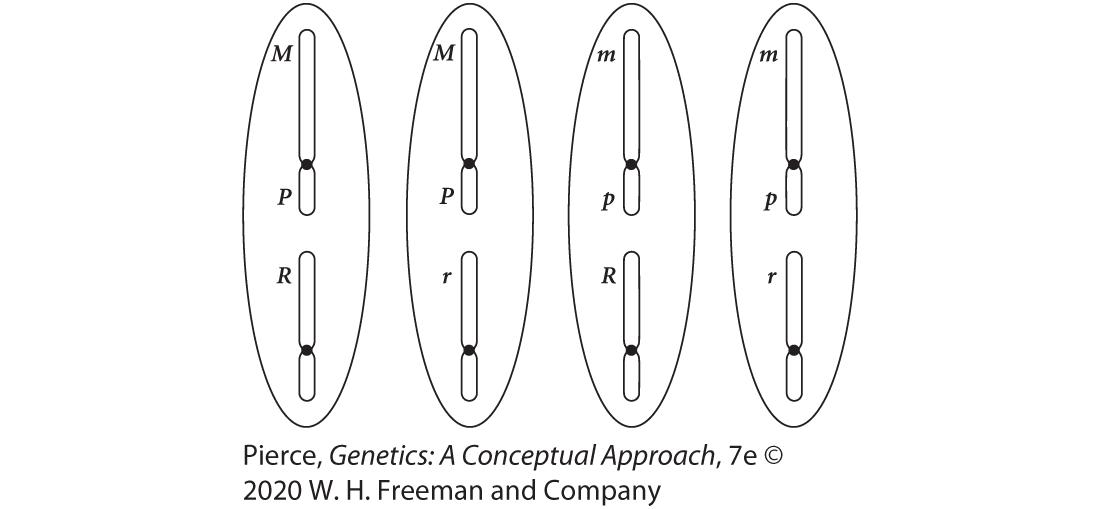 M M m m
P P p p
R r R r
Pierce, Genetics: A Conceptual Approach, 7e ©
2020 W. H. Freeman and Company